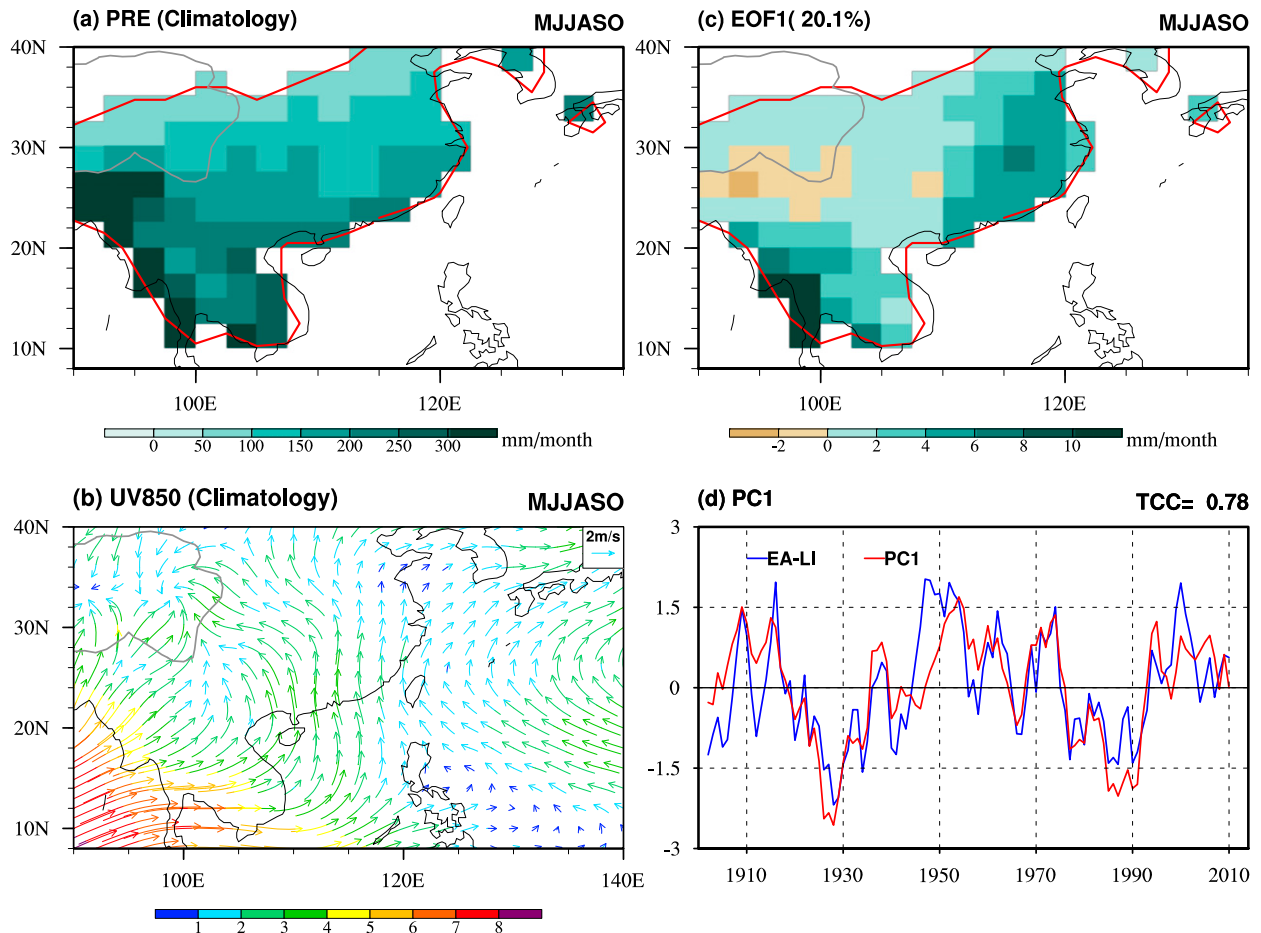 (a) PRE (Climatology) MJJASO
40N
30N
20N
10N
100E 120E
0 50 100 150 200 250 300 mm/month
(c) EOF1( 20.1%) MJJASO
40N
30N
20N
10N
100E 120E
-2 0 2 4 6 8 10 mm/month
(b) UV850 (Climatology) MJJASO
2m/s
40N
30N
20N
10N
100E 120E 140E
1 2 3 4 5 6 7 8
(d) PC1 TCC= 0.78
EA-LI PC1
3
1.5
0
-1.5
-3
1910 1930 1950 1970 1990 2010